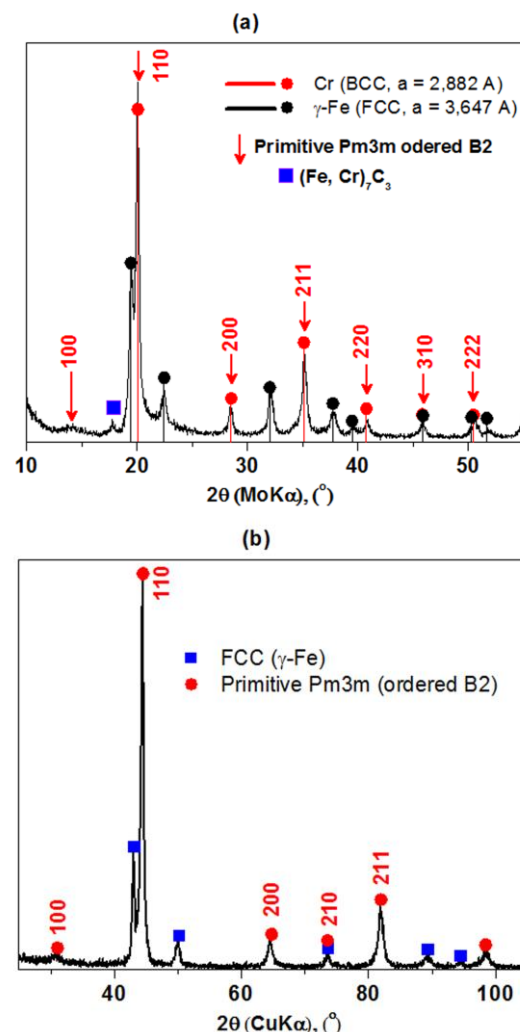 (a)
110
Cr (BCC, a = 2,882 A)
γ-Fe (FCC, a = 3,647 A)
Primitive Pm3m odered B2
(Fe, Cr)₇C₃
100
200
211
220
310
222
10 20 30 40 50
2θ (MoKα), (°)
(b)
110
FCC (γ-Fe)
Primitive Pm3m (ordered B2)
100
200
210
211
40 60 80 100
2θ (CuKα), (°)